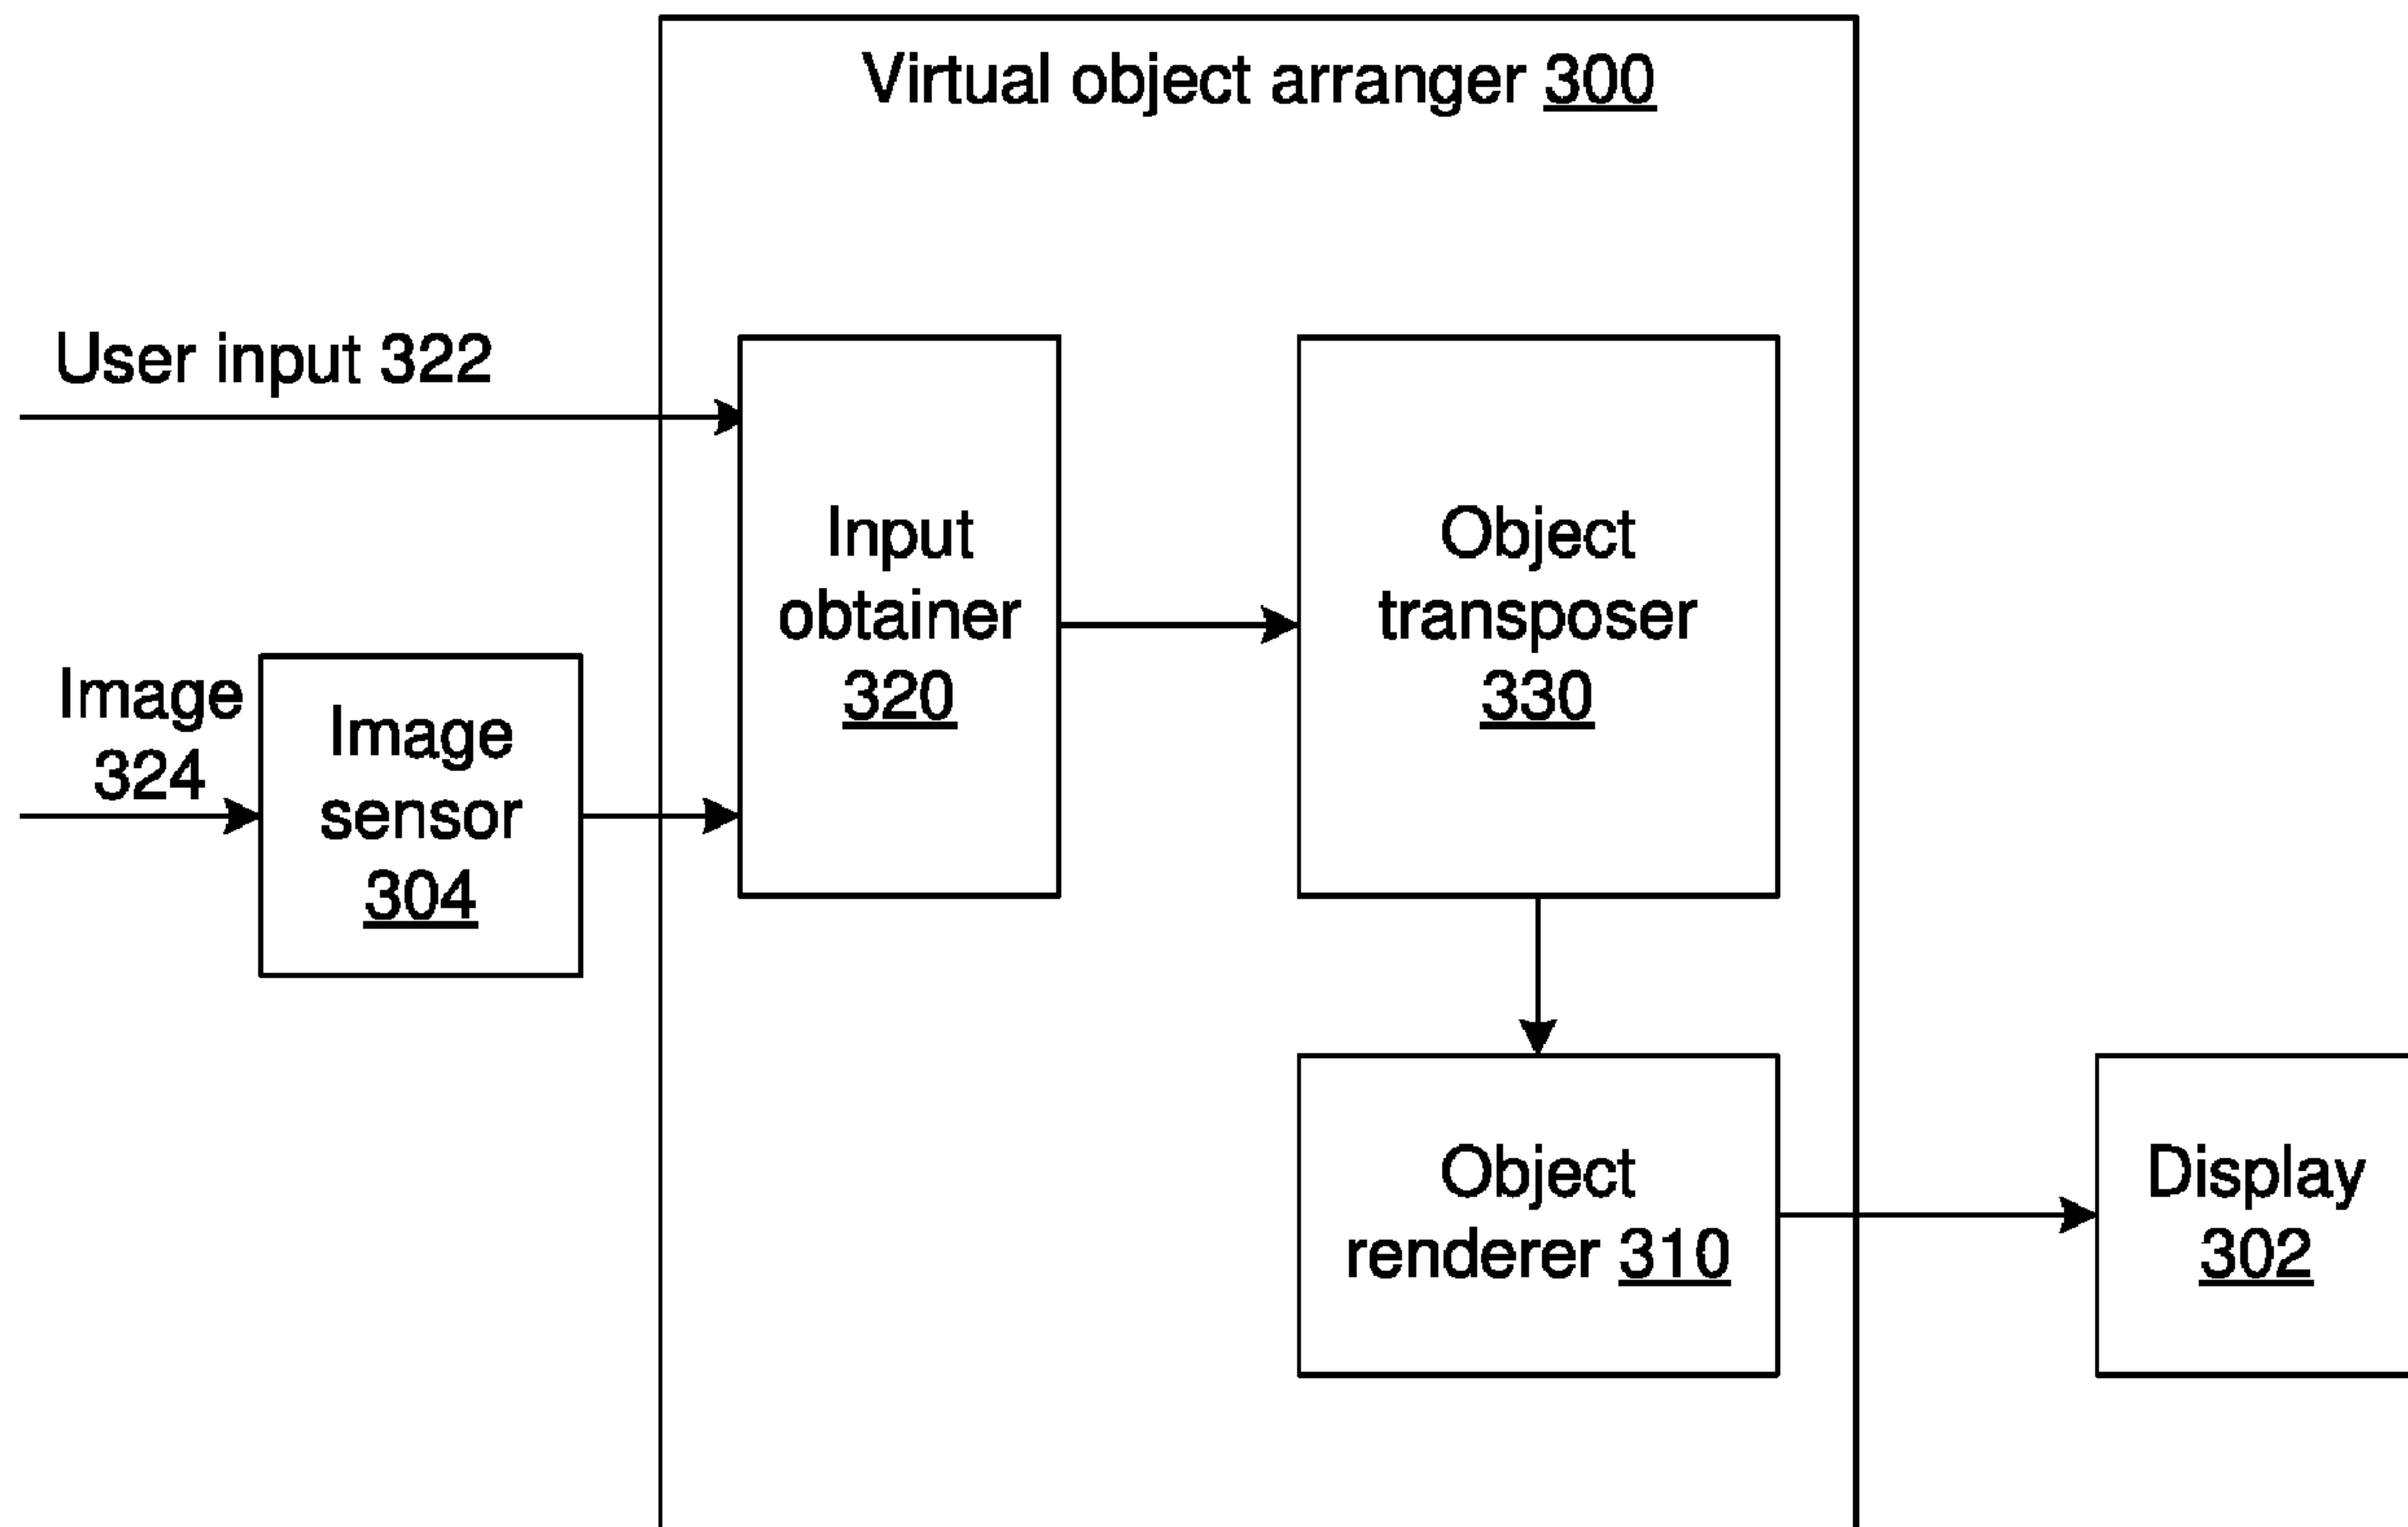 Virtual object arranger 300
User input 322
Input
obtainer
320
Object
transposer
330
Image
324
Image
sensor
304
Object
renderer 310
Display
302